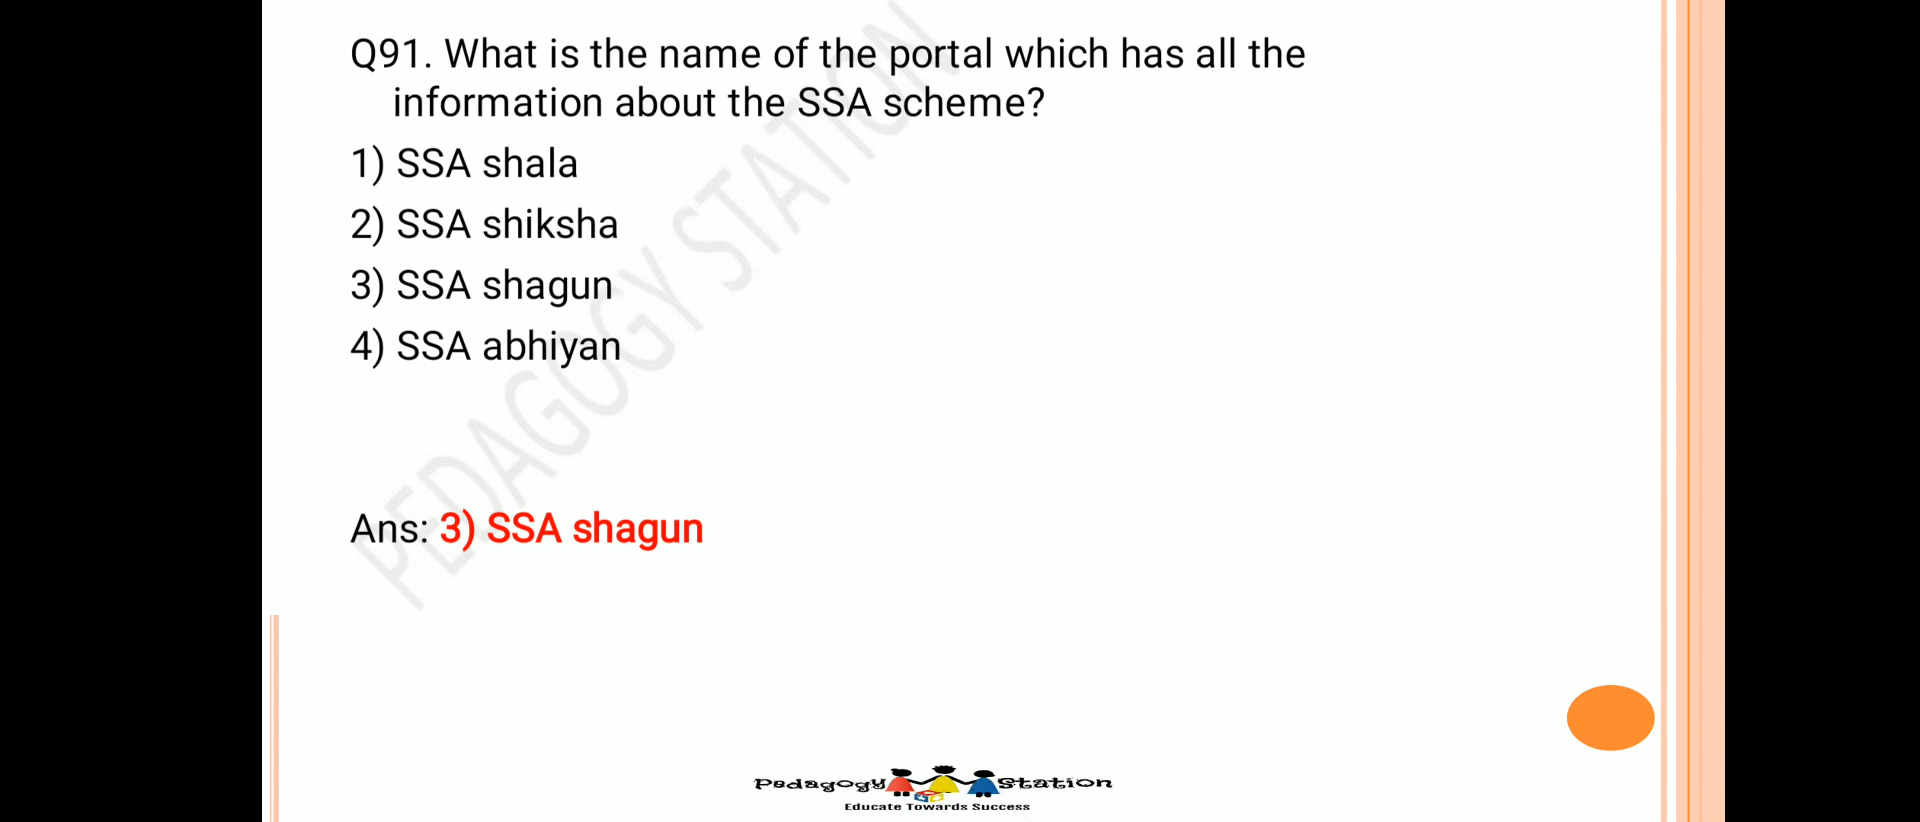 Q91. What is the name of the portal which has all the
information about the SSA scheme?
1) SSA shala
2) SSA shiksha
3) SSA shagun
4) SSA abhiyan
Ans: 3) SSA shagun
PEDAGOGY STATION
Pedagogy Station
Educate Towards Success